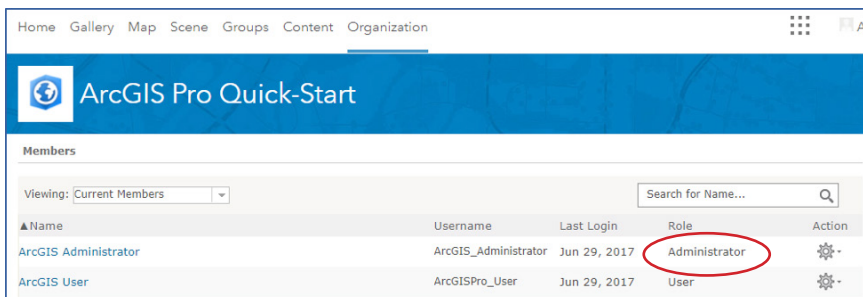 Home Gallery Map Scene Groups Content Organization A
ArcGIS Pro Quick-Start
Members
Viewing: Current Members Search for Name...
▲Name Username Last Login Role Action
ArcGIS Administrator ArcGIS_Administrator Jun 29, 2017 Administrator
ArcGIS User ArcGISPro_User Jun 29, 2017 User